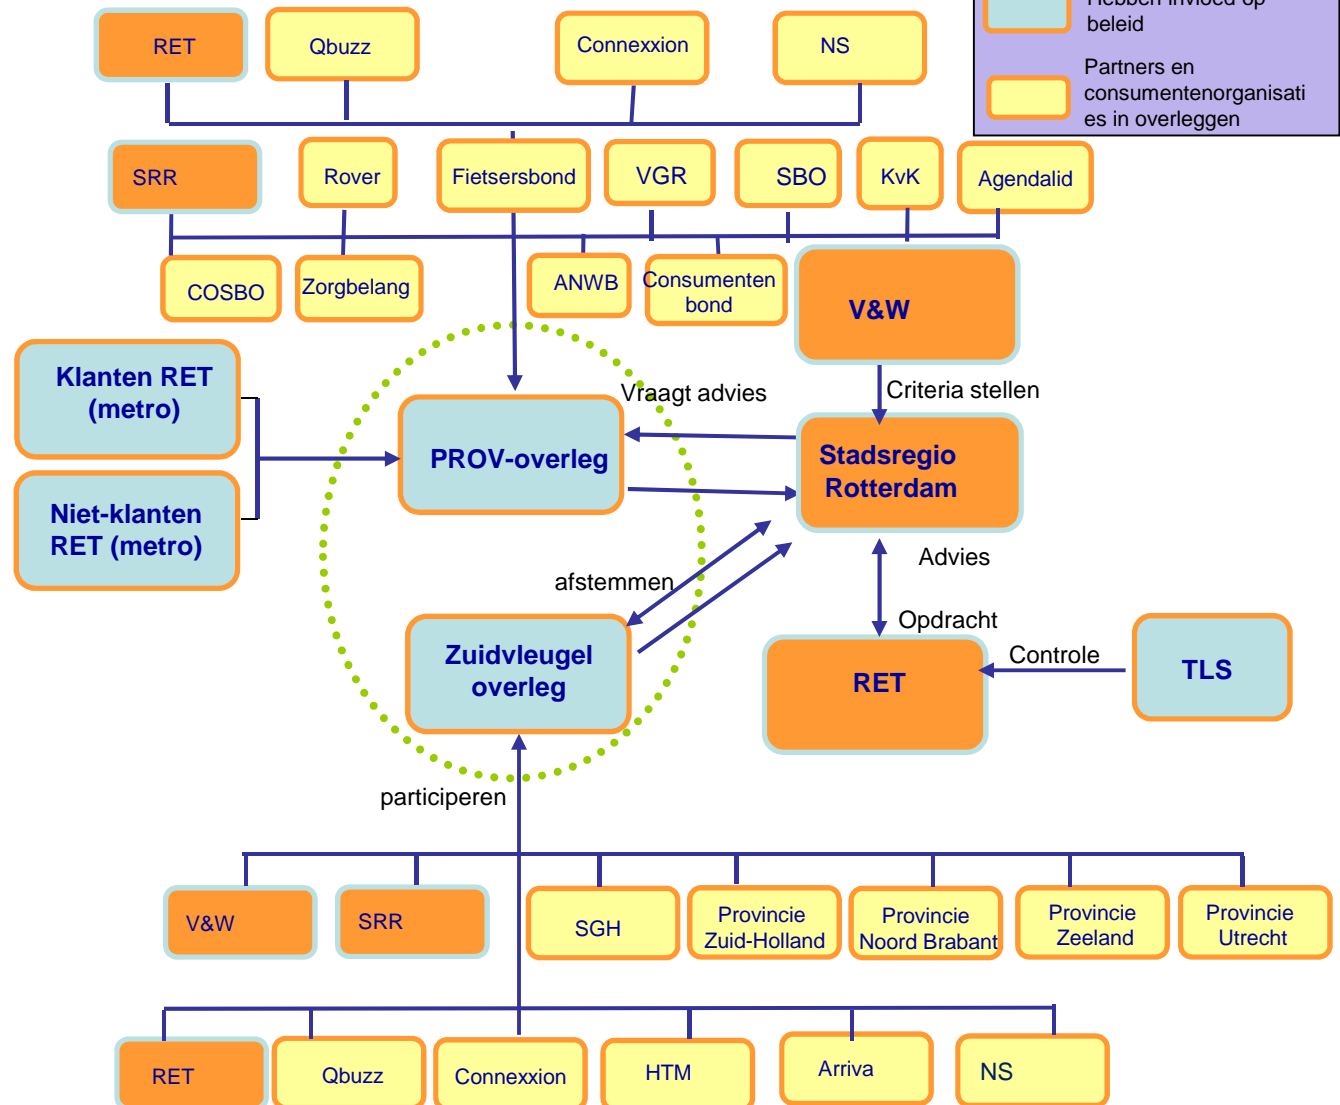 Hebben invloed op
beleid
Partners en
consumentenorganisati
es in overleggen
RET
Qbuzz
Connexxion
NS
SRR
Rover
Fietsersbond
VGR
SBO
KvK
Agendalid
COSBO
Zorgbelang
ANWB
Consumenten
bond
V&W
Klanten RET
(metro)
Niet-klanten
RET (metro)
Vraagt advies
Criteria stellen
PROV-overleg
Stadsregio
Rotterdam
afstemmen
Advies
Opdracht
Zuidvleugel
overleg
RET
Controle
TLS
participeren
V&W
SRR
SGH
Provincie
Zuid-Holland
Provincie
Noord Brabant
Provincie
Zeeland
Provincie
Utrecht
RET
Qbuzz
Connexxion
HTM
Arriva
NS